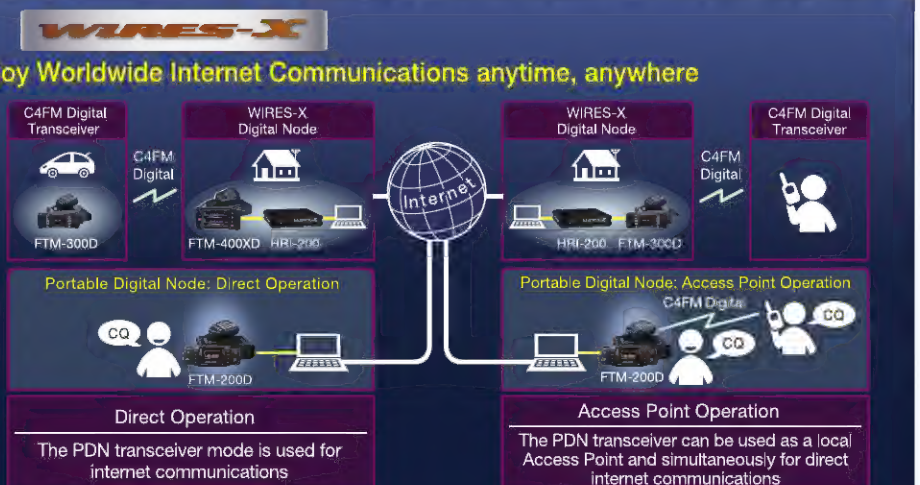 WIRES-X
oy Worldwide Internet Communications anytime, anywhere
C4FM Digital
Transceiver
C4FM
Digital
FTM-300D
WIRES-X
Digital Node
FTM-400XD HRI-200
Internet
WIRES-X
Digital Node
HRI-200 FTM-300D
C4FM
Digital
C4FM Digital
Transceiver
Portable Digital Node: Direct Operation
CQ
FTM-200D
Portable Digital Node: Access Point Operation
C4FM Digital
CQ
CQ
FTM-200D
Direct Operation
The PDN transceiver mode is used for
internet communications
Access Point Operation
The PDN transceiver can be used as a local
Access Point and simultaneously for direct
internet communications